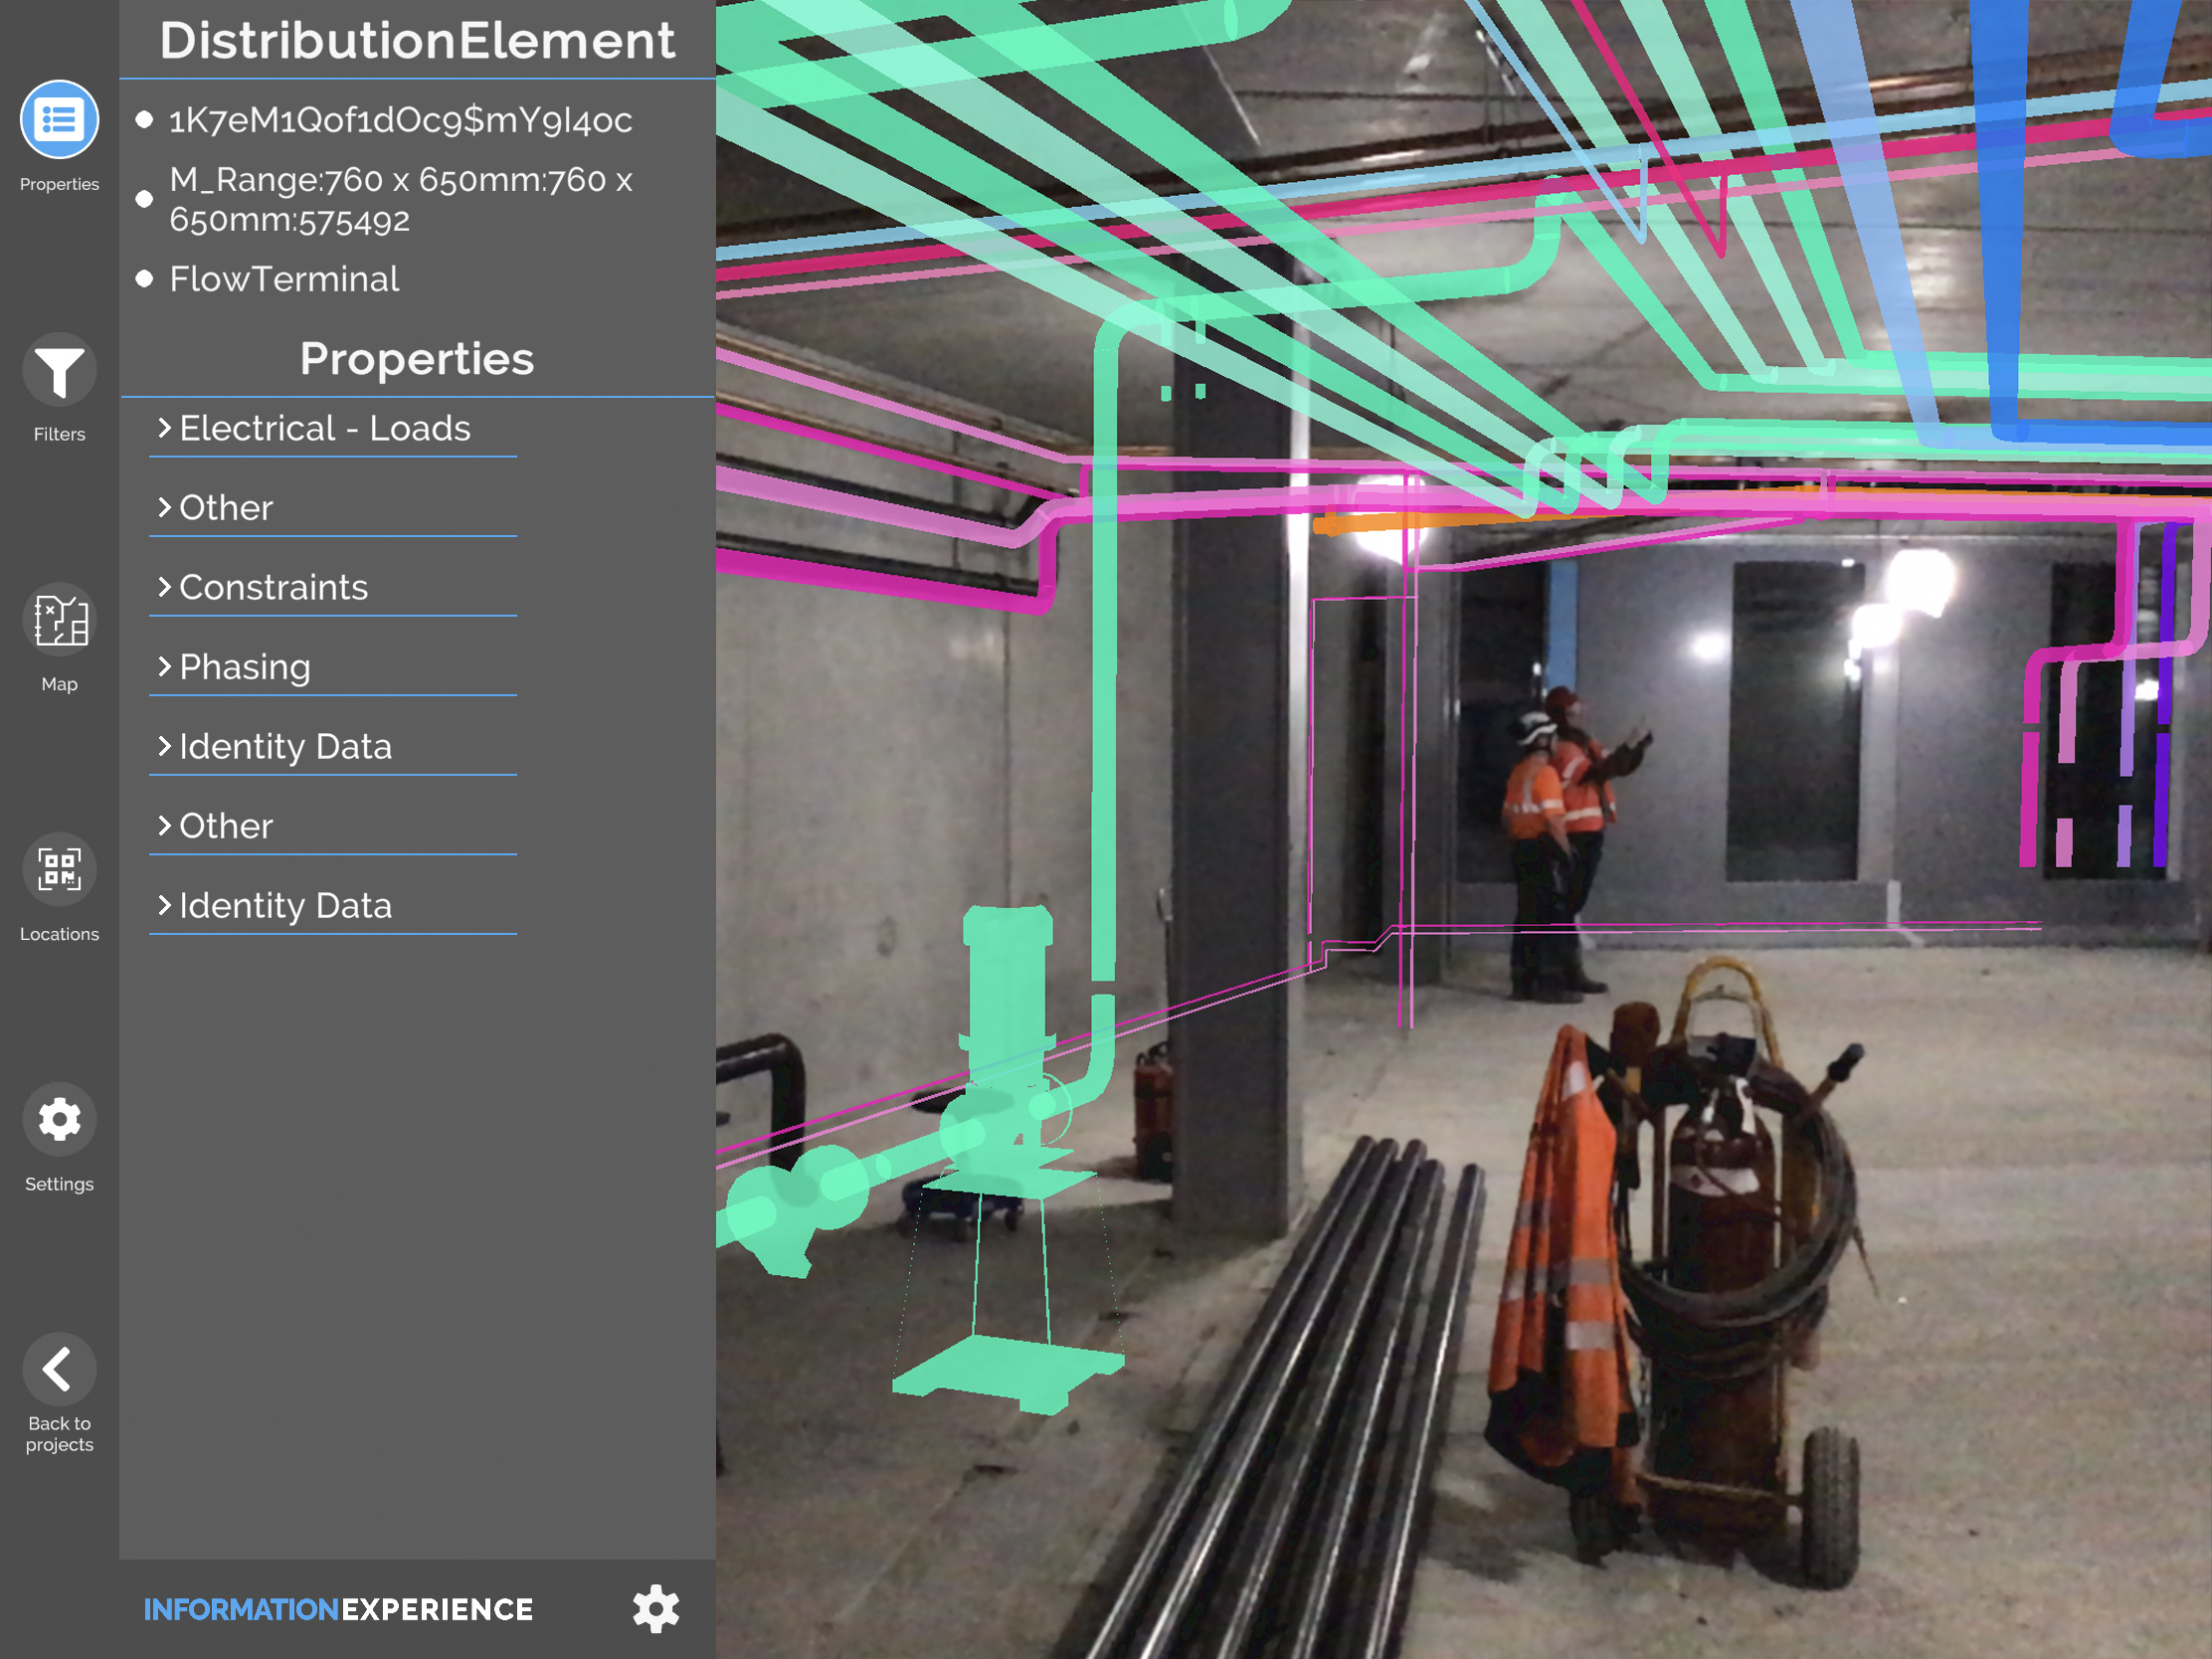 DistributionElement
1K7eM1Qof1dOc9$mY9I4oc
M_Range:760 x 650mm:760 x
650mm:575492
FlowTerminal
Properties
Electrical - Loads
Other
Constraints
Phasing
Identity Data
Other
Identity Data
Properties
Filters
Map
Locations
Settings
Back to
projects
INFORMATIONEXPERIENCE